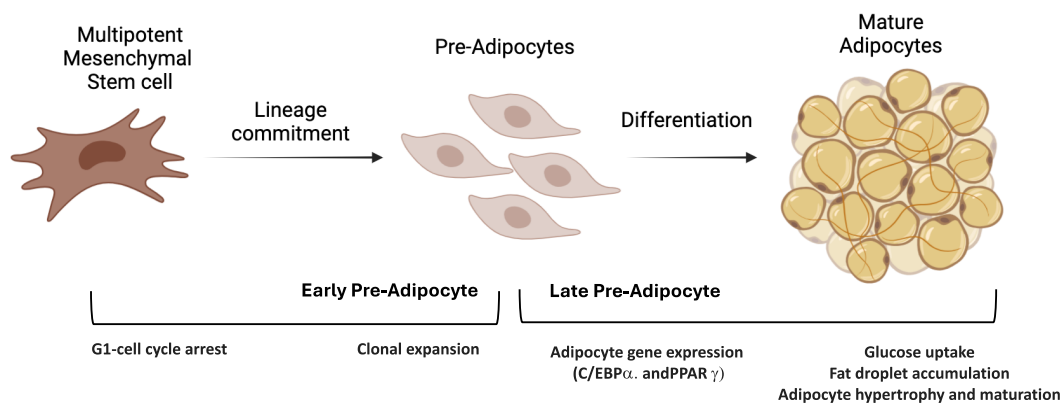 Multipotent
Mesenchymal
Stem cell
Lineage
commitment
Pre-Adipocytes
Differentiation
Mature
Adipocytes
Early Pre-Adipocyte
Late Pre-Adipocyte
G1-cell cycle arrest
Clonal expansion
Adipocyte gene expression
(C/EBPα. andPPAR γ)
Glucose uptake
Fat droplet accumulation
Adipocyte hypertrophy and maturation